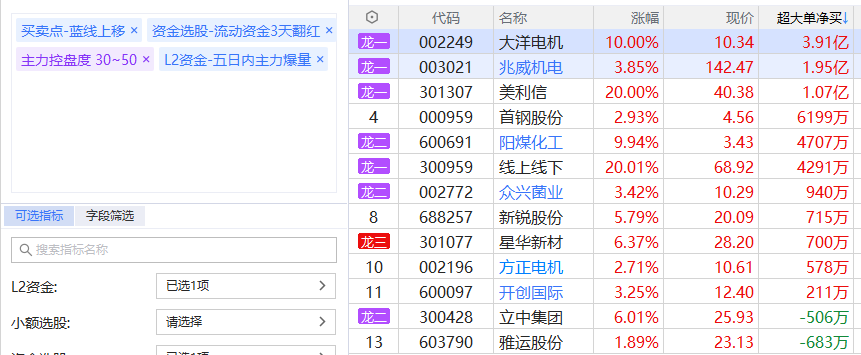 买卖点-蓝线上移 × 资金选股-流动资金3天翻红 ×
主力控盘度 30~50 × L2资金-五日内主力爆量 ×
可选指标 字段筛选
搜索指标名称
L2资金: 已选1项
小额选股: 请选择
代码 名称 涨幅 现价 超大单净买↓
龙二 002249 大洋电机 10.00% 10.34 3.91亿
龙一 003021 兆威机电 3.85% 142.47 1.95亿
龙一 301307 美利信 20.00% 40.38 1.07亿
4 000959 首钢股份 2.93% 4.56 6199万
龙二 600691 阳煤化工 9.94% 3.43 4707万
龙一 300959 线上线下 20.01% 68.92 4291万
龙二 002772 众兴菌业 3.42% 10.29 940万
8 688257 新锐股份 5.79% 20.09 715万
龙三 301077 星华新材 6.37% 28.20 700万
10 002196 方正电机 2.71% 10.61 578万
11 600097 开创国际 3.25% 12.40 211万
龙二 300428 立中集团 6.01% 25.93 -506万
13 603790 雅运股份 1.89% 23.13 -683万